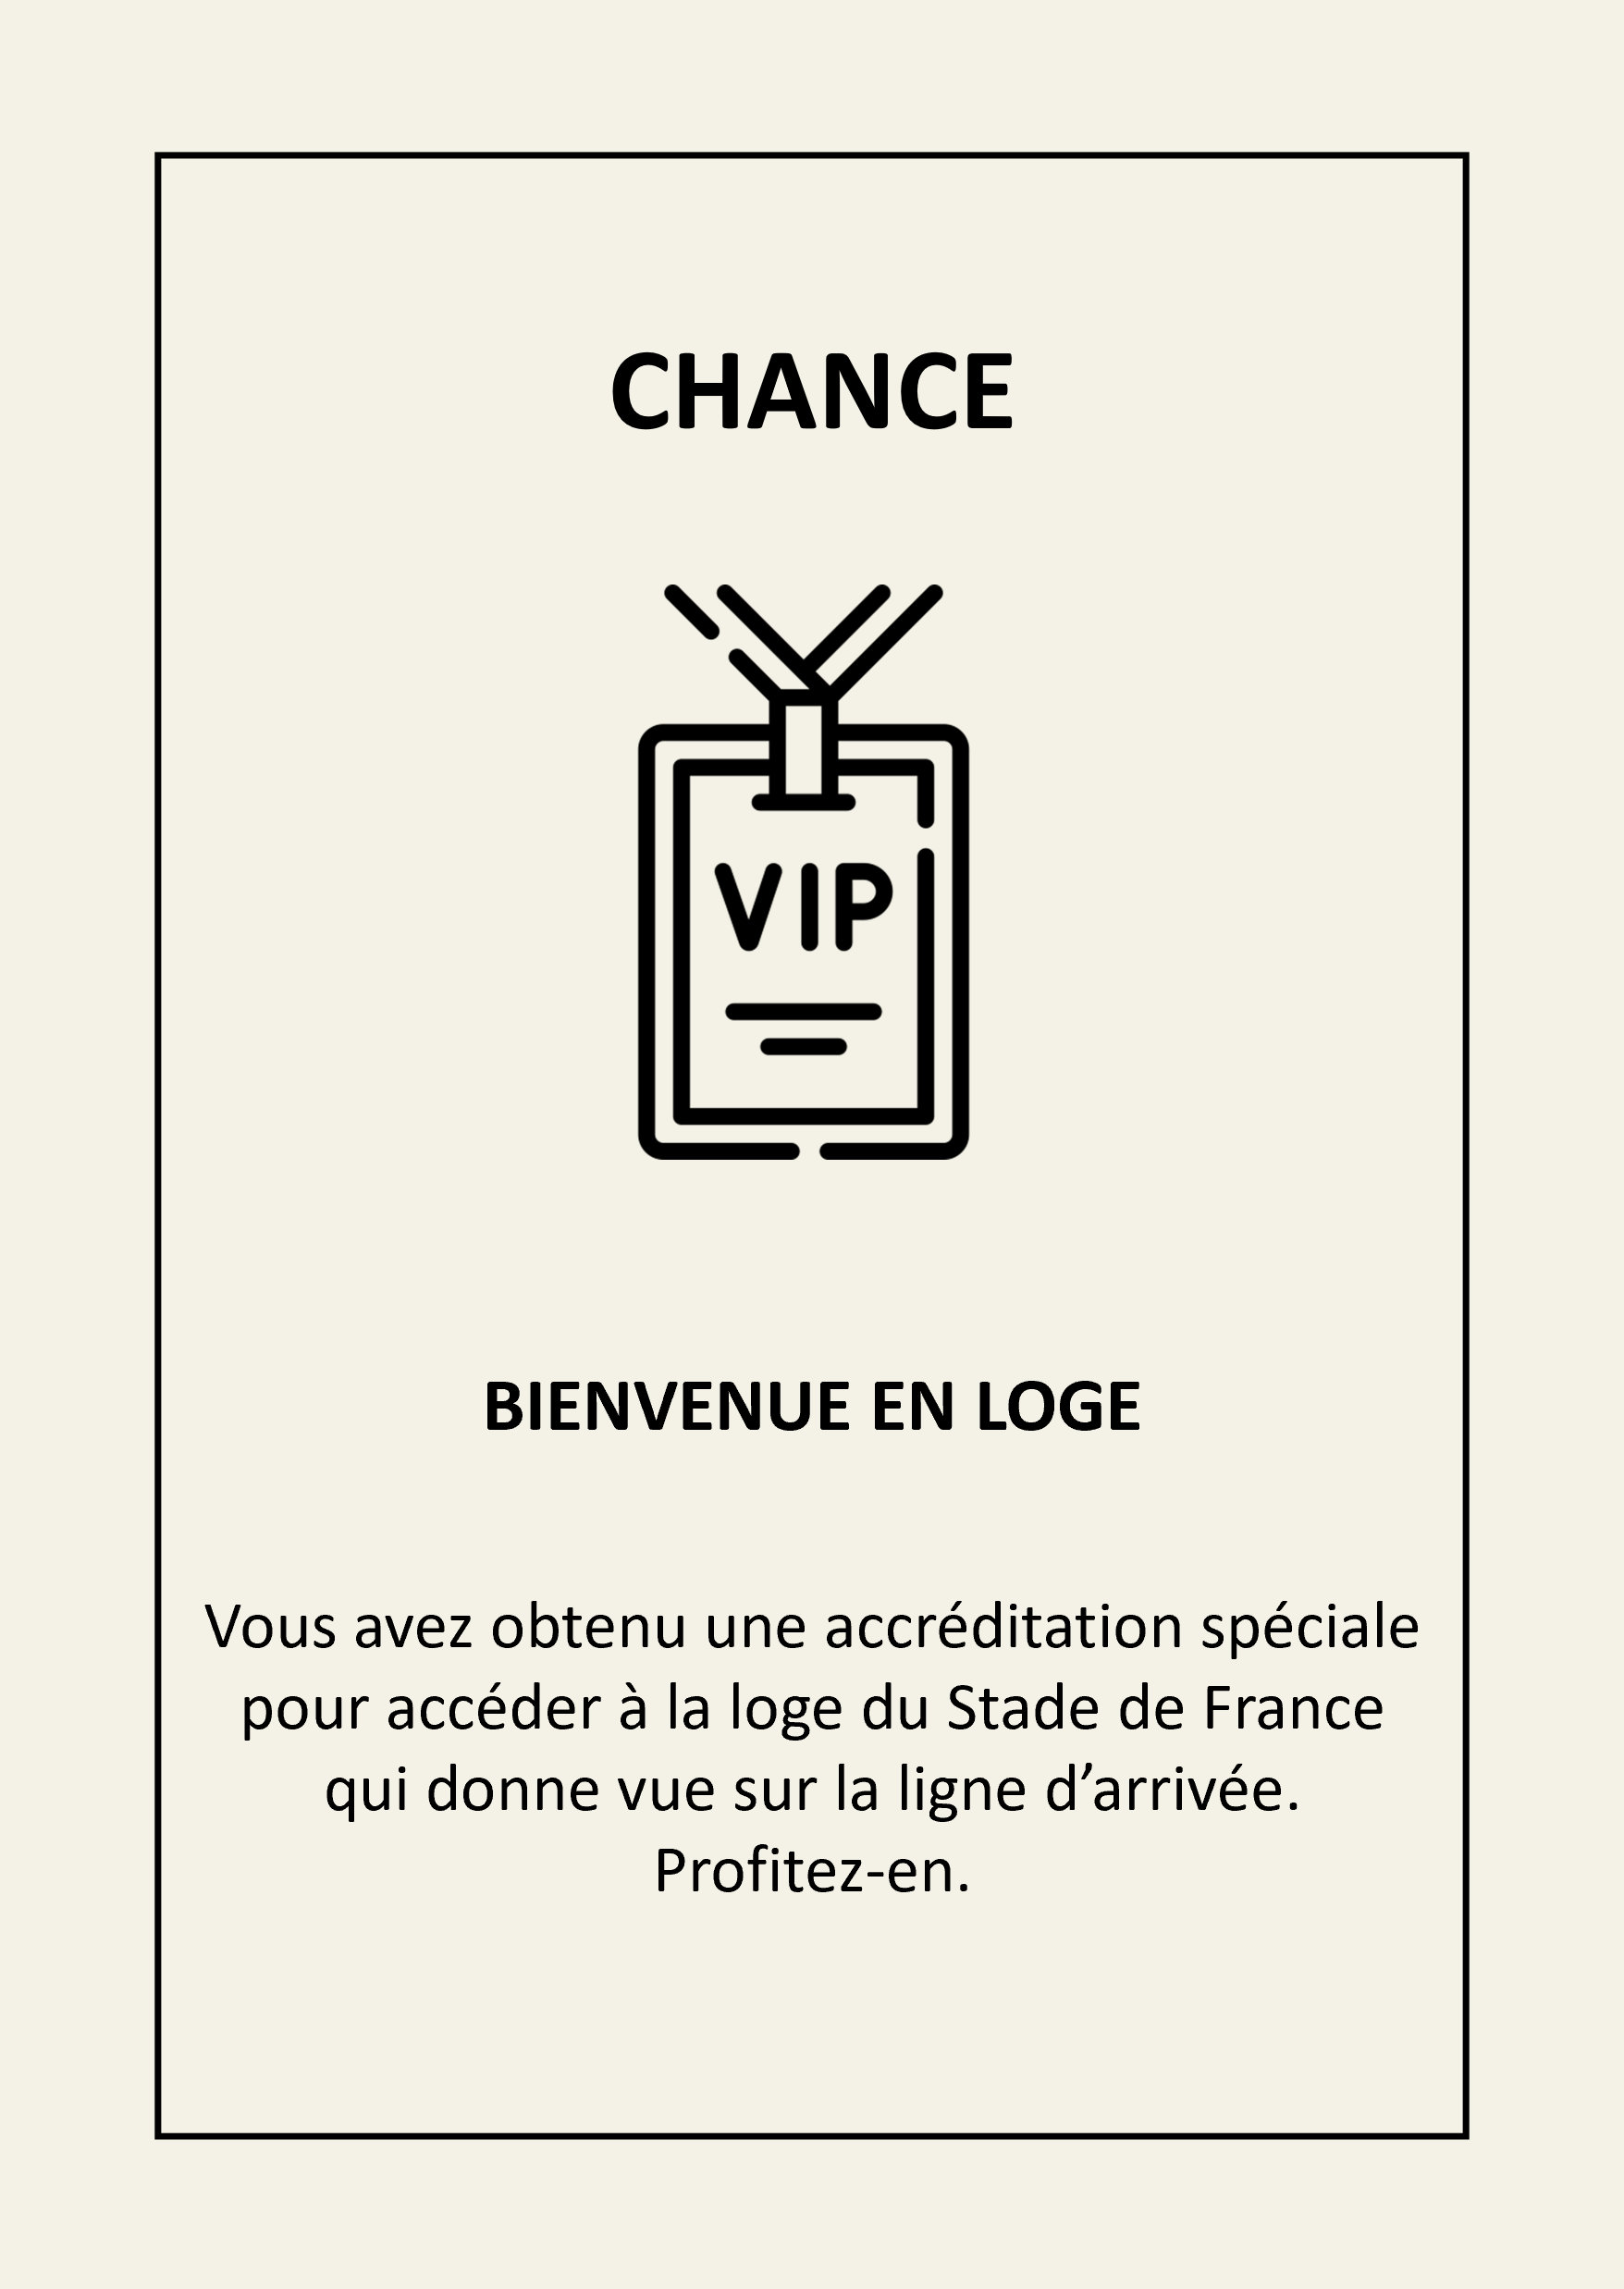 CHANCE
VIP
BIENVENUE EN LOGE
Vous avez obtenu une accréditation spéciale
pour accéder à la loge du Stade de France
qui donne vue sur la ligne d’arrivée.
Profitez-en.